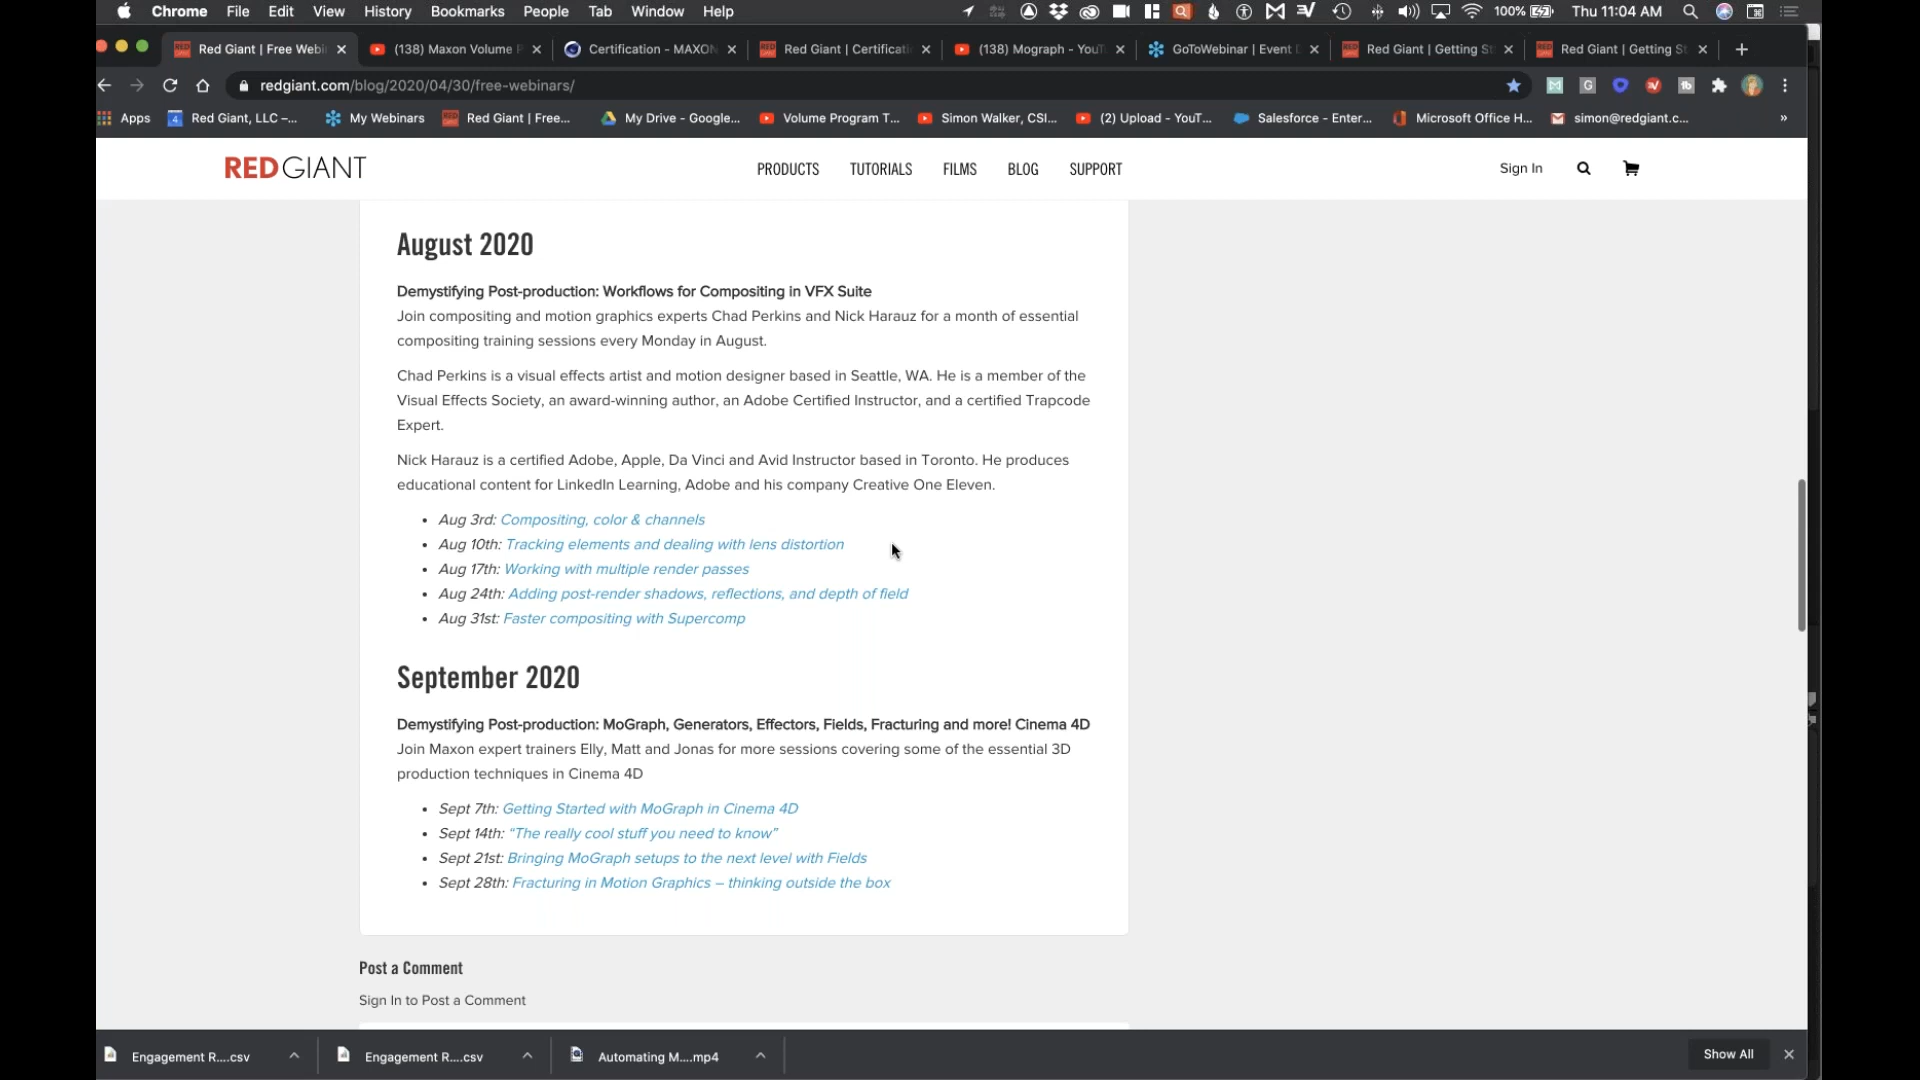 Chrome File Edit View History Bookmarks People Tab Window Help 100% Thu 11:04 AM
Red Giant | Free Webi (138) Maxon Volume P Certification - MAXON Red Giant | Certificati (138) Mograph - YouT GoToWebinar | Event D Red Giant | Getting St Red Giant | Getting St
redgiant.com/blog/2020/04/30/free-webinars/
Apps Red Giant, LLC –... My Webinars Red Giant | Free... My Drive - Google... Volume Program T... Simon Walker, CSI... (2) Upload - YouT... Salesforce - Enter... Microsoft Office H... simon@redgiant.c... »
REDGIANT PRODUCTS TUTORIALS FILMS BLOG SUPPORT Sign In
August 2020
Demystifying Post-production: Workflows for Compositing in VFX Suite
Join compositing and motion graphics experts Chad Perkins and Nick Harauz for a month of essential
compositing training sessions every Monday in August.
Chad Perkins is a visual effects artist and motion designer based in Seattle, WA. He is a member of the
Visual Effects Society, an award-winning author, an Adobe Certified Instructor, and a certified Trapcode
Expert.
Nick Harauz is a certified Adobe, Apple, Da Vinci and Avid Instructor based in Toronto. He produces
educational content for LinkedIn Learning, Adobe and his company Creative One Eleven.
• Aug 3rd: Compositing, color & channels
• Aug 10th: Tracking elements and dealing with lens distortion
• Aug 17th: Working with multiple render passes
• Aug 24th: Adding post-render shadows, reflections, and depth of field
• Aug 31st: Faster compositing with Supercomp
September 2020
Demystifying Post-production: MoGraph, Generators, Effectors, Fields, Fracturing and more! Cinema 4D
Join Maxon expert trainers Elly, Matt and Jonas for more sessions covering some of the essential 3D
production techniques in Cinema 4D
• Sept 7th: Getting Started with MoGraph in Cinema 4D
• Sept 14th: “The really cool stuff you need to know”
• Sept 21st: Bringing MoGraph setups to the next level with Fields
• Sept 28th: Fracturing in Motion Graphics – thinking outside the box
Post a Comment
Sign In to Post a Comment
Engagement R....csv Engagement R....csv Automating M....mp4 Show All